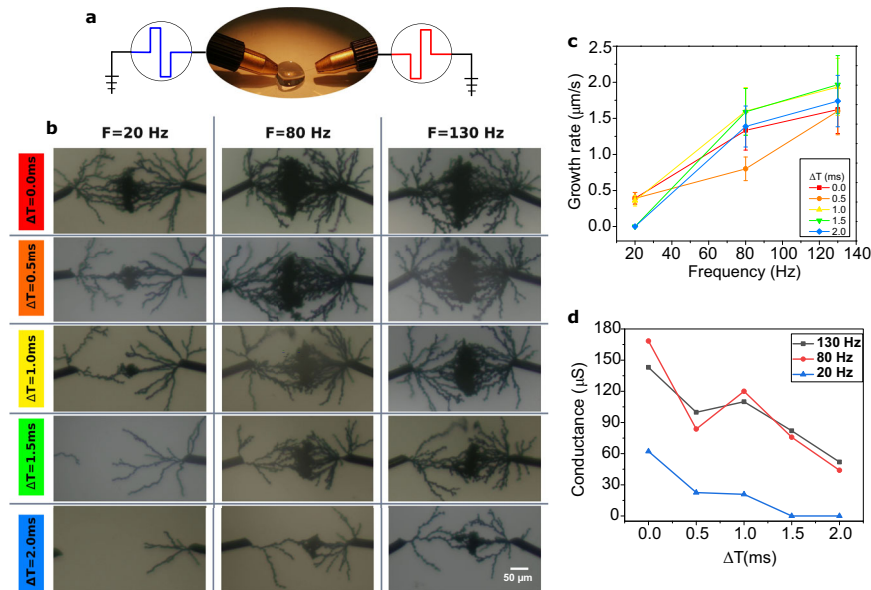 a
b
F=20 Hz
F=80 Hz
F=130 Hz
ΔT=0.0ms
ΔT=0.5ms
ΔT=1.0ms
ΔT=1.5ms
ΔT=2.0ms
50 μm
c
Growth rate (μm/s)
2.5
2.0
1.5
1.0
0.5
0.0
ΔT (ms)
0.0
0.5
1.0
1.5
2.0
20 40 60 80 100 120 140
Frequency (Hz)
d
Conductance (μS)
180
150
120
90
60
30
0
130 Hz
80 Hz
20 Hz
0.0 0.5 1.0 1.5 2.0
ΔT(ms)